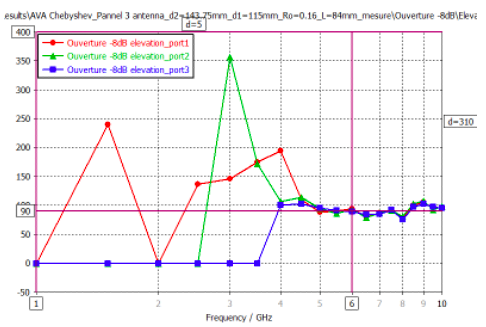 esults\AVA Chebyshev_Pannel 3 antenna_d2=143.75mm_d1=115mm_Ro=0.16_L=84mm_mesure\Ouverture -8dB\Eleva
d=5
400
Ouverture -8dB elevation_port1
Ouverture -8dB elevation_port2
Ouverture -8dB elevation_port3
350
300
250
d=310
200
150
90
50
0
-50
1 2 3 4 5 6 7 8 9 10
Frequency / GHz